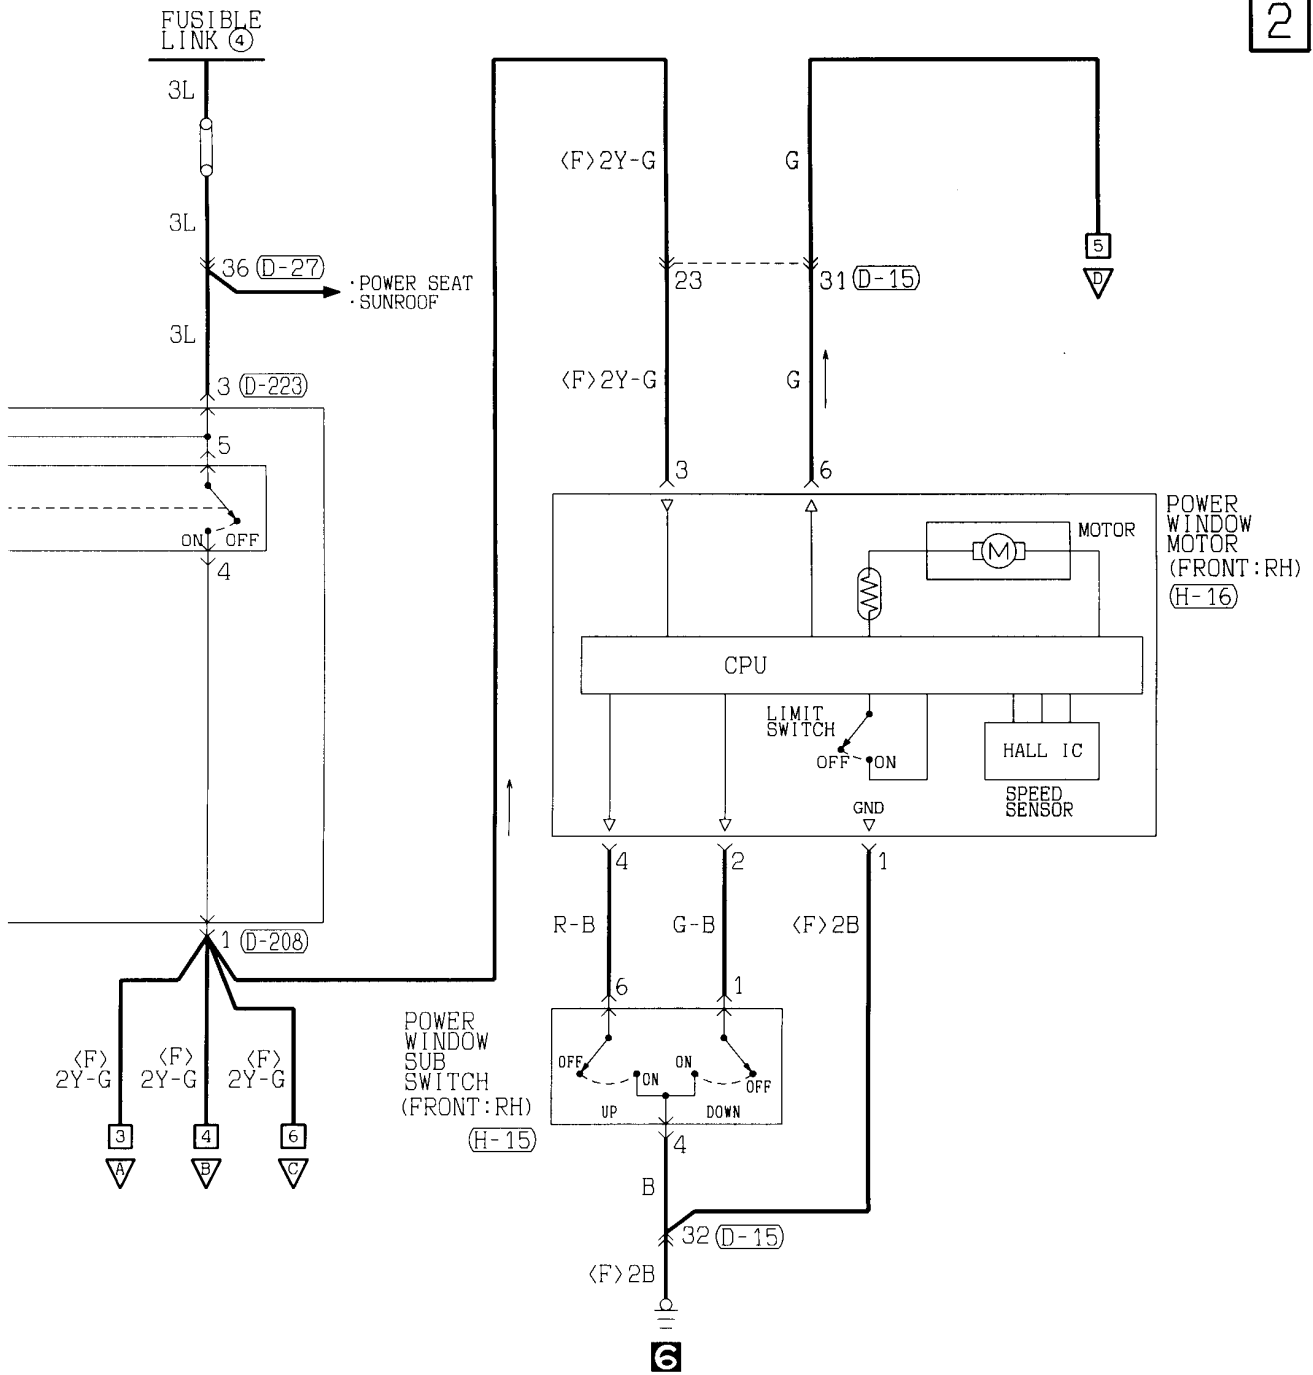 2
FUSIBLE
LINK ④
3L
3L
36 (D-27)
·POWER SEAT
·SUNROOF
3L
3 (D-223)
5
ON OFF
4
1 (D-208)
<F>
2Y-G
<F>
2Y-G
<F>
2Y-G
3
A
4
B
6
C
<F>2Y-G
G
23
31 (D-15)
5
D
<F>2Y-G
G
3
6
POWER
WINDOW
MOTOR
(FRONT:RH)
(H-16)
MOTOR
M
CPU
LIMIT
SWITCH
OFF ON
HALL IC
SPEED
SENSOR
GND
4
2
1
R-B
G-B
<F>2B
6
1
POWER
WINDOW
SUB
SWITCH
(FRONT:RH)
(H-15)
OFF
ON
ON
OFF
UP
DOWN
4
B
32 (D-15)
<F>2B
6